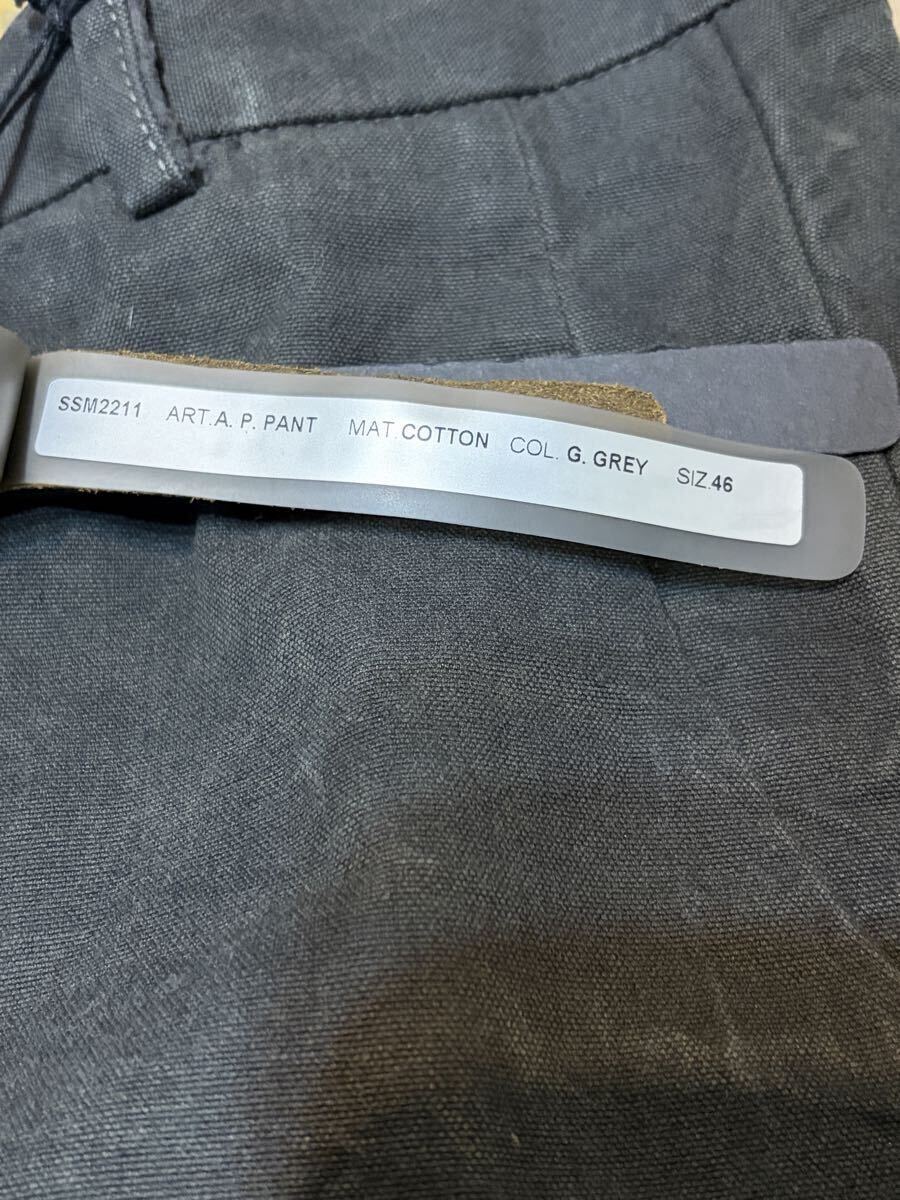 SSM2211 ART.A. P. PANT MAT.COTTON COL. G. GREY SIZ.46